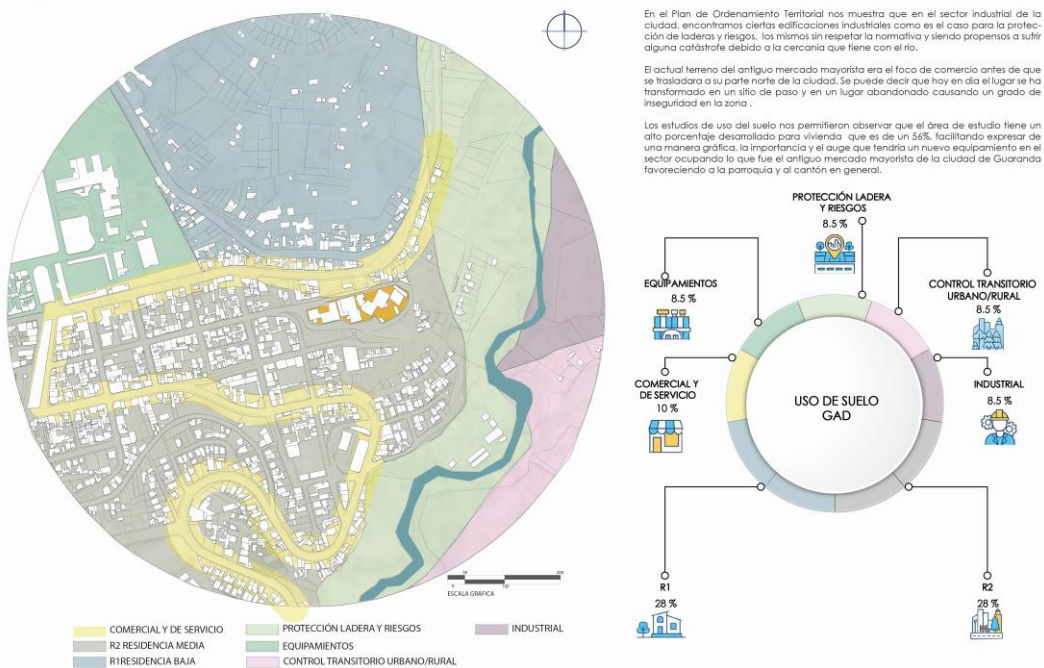 En el Plan de Ordenamiento Territorial nos muestra que en el sector industrial de la
ciudad, encontramos ciertas edificaciones industriales como es el caso para la protec-
ción de laderas y riesgos, los mismos sin respetar la normativa y siendo propensos a sufrir
alguna catástrofe debido a la cercanía que tiene con el río.
El actual terreno del antiguo mercado mayorista era el foco de comercio antes de que
se trasladara a su parte norte de la ciudad. Se puede decir que hoy en día el lugar se ha
transformado en un sitio de paso y en un lugar abandonado causando un grado de
inseguridad en la zona .
Los estudios de uso del suelo nos permitieron observar que el área de estudio tiene un
alto porcentaje desarrollado para vivienda que es de un 56%, facilitando expresar de
una manera gráfica, la importancia y el auge que tendría un nuevo equipamiento en el
sector ocupando lo que fue el antiguo mercado mayorista de la ciudad de Guaranda
favoreciendo a la parroquia y al cantón en general.
PROTECCIÓN LADERA
Y RIESGOS
8.5 %
EQUIPAMIENTOS
8.5 %
CONTROL TRANSITORIO
URBANO/RURAL
8.5 %
COMERCIAL Y
DE SERVICIO
10 %
USO DE SUELO
GAD
INDUSTRIAL
8.5 %
R1
28 %
R2
28 %
ESCALA GRÁFICA
COMERCIAL Y DE SERVICIO
R2 RESIDENCIA MEDIA
R1RESIDENCIA BAJA
PROTECCIÓN LADERA Y RIESGOS
EQUIPAMIENTOS
CONTROL TRANSITORIO URBANO/RURAL
INDUSTRIAL